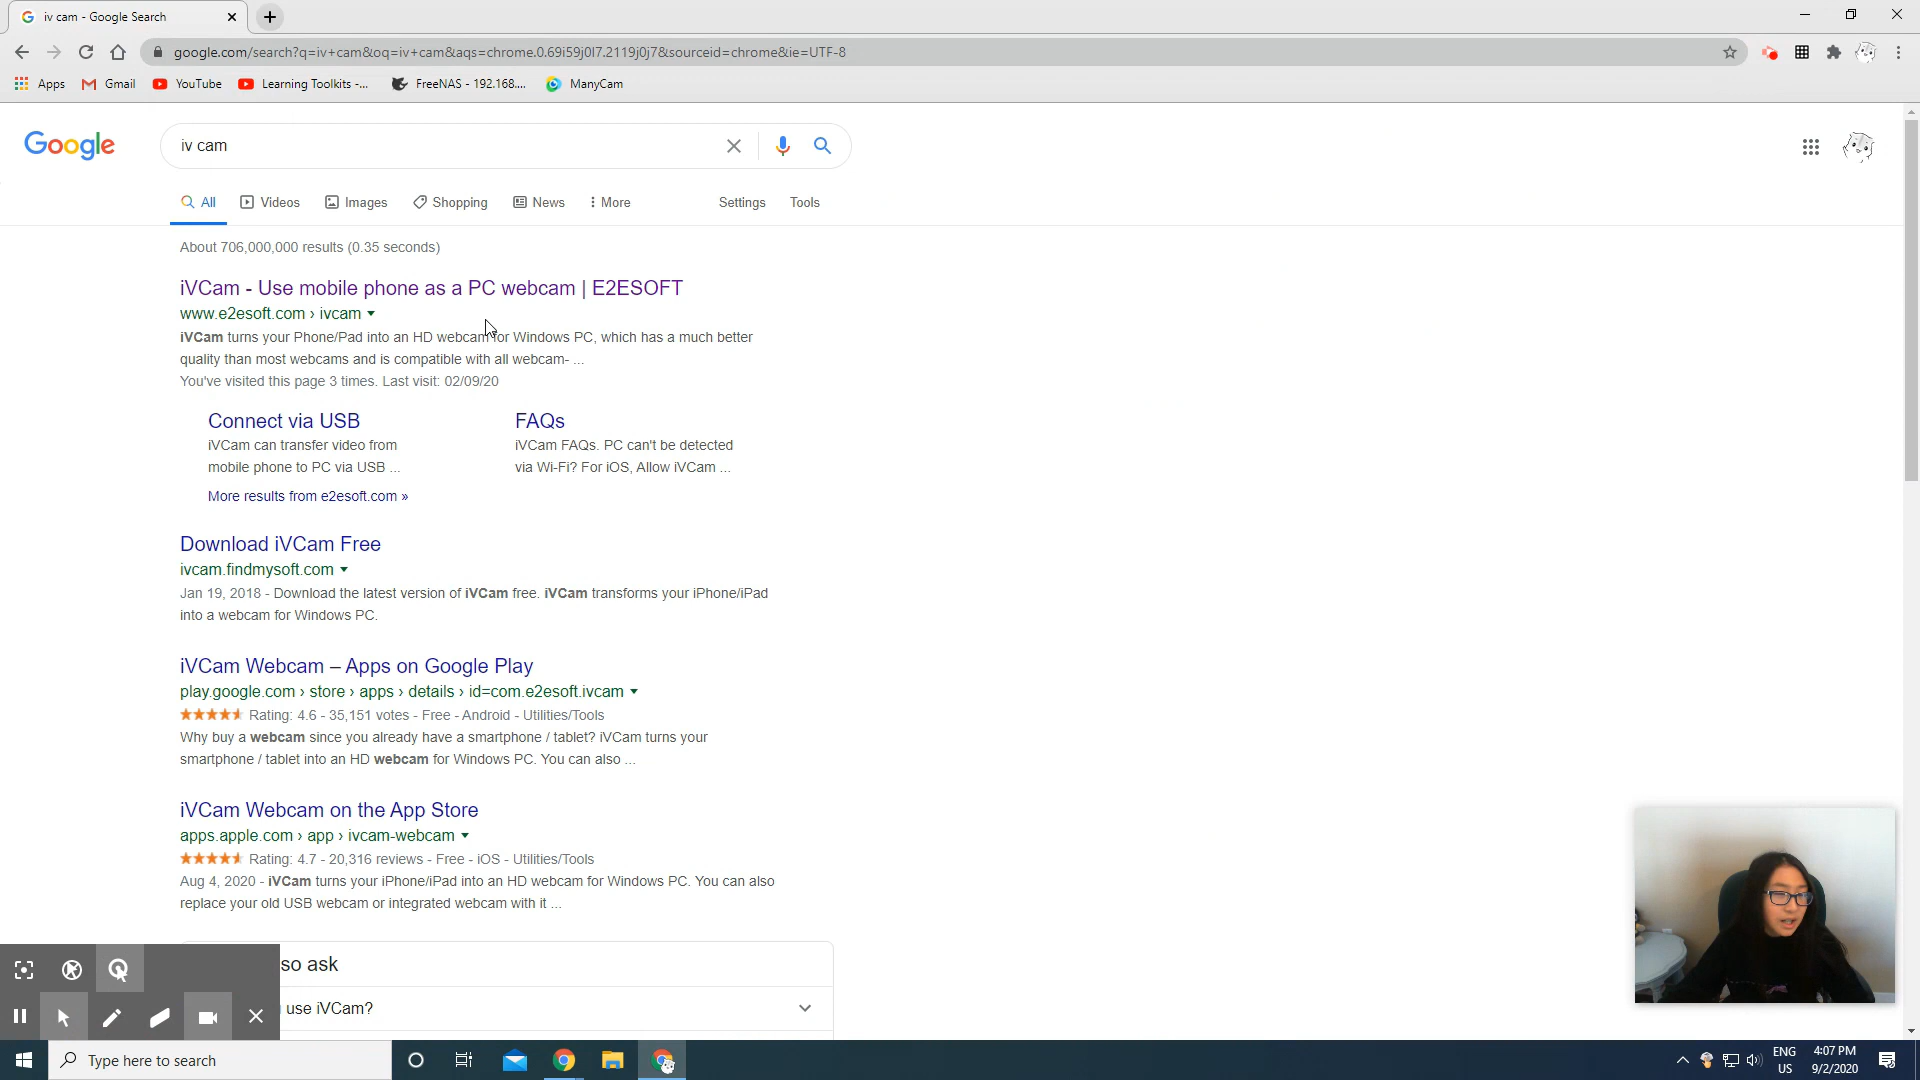 iv cam - Google Search
google.com/search?q=iv+cam&oq=iv+cam&aqs=chrome.0.69i59j0l7.2119j0j7&sourceid=chrome&ie=UTF-8
Apps Gmail YouTube Learning Toolkits -... FreeNAS - 192.168.... ManyCam
Google iv cam
All Videos Images Shopping News More Settings Tools
About 706,000,000 results (0.35 seconds)
iVCam - Use mobile phone as a PC webcam | E2ESOFT
www.e2esoft.com › ivcam
iVCam turns your Phone/Pad into an HD webcam for Windows PC, which has a much better
quality than most webcams and is compatible with all webcam- ...
You've visited this page 3 times. Last visit: 02/09/20
Connect via USB FAQs
iVCam can transfer video from iVCam FAQs. PC can't be detected
mobile phone to PC via USB ... via Wi-Fi? For iOS, Allow iVCam ...
More results from e2esoft.com »
Download iVCam Free
ivcam.findmysoft.com
Jan 19, 2018 - Download the latest version of iVCam free. iVCam transforms your iPhone/iPad
into a webcam for Windows PC.
iVCam Webcam – Apps on Google Play
play.google.com › store › apps › details › id=com.e2esoft.ivcam
Rating: 4.6 - 35,151 votes - Free - Android - Utilities/Tools
Why buy a webcam since you already have a smartphone / tablet? iVCam turns your
smartphone / tablet into an HD webcam for Windows PC. You can also ...
iVCam Webcam on the App Store
apps.apple.com › app › ivcam-webcam
Rating: 4.7 - 20,316 reviews - Free - iOS - Utilities/Tools
Aug 4, 2020 - iVCam turns your iPhone/iPad into an HD webcam for Windows PC. You can also
replace your old USB webcam or integrated webcam with it ...
so ask
use iVCam?
Type here to search
ENG 4:07 PM
US 9/2/2020